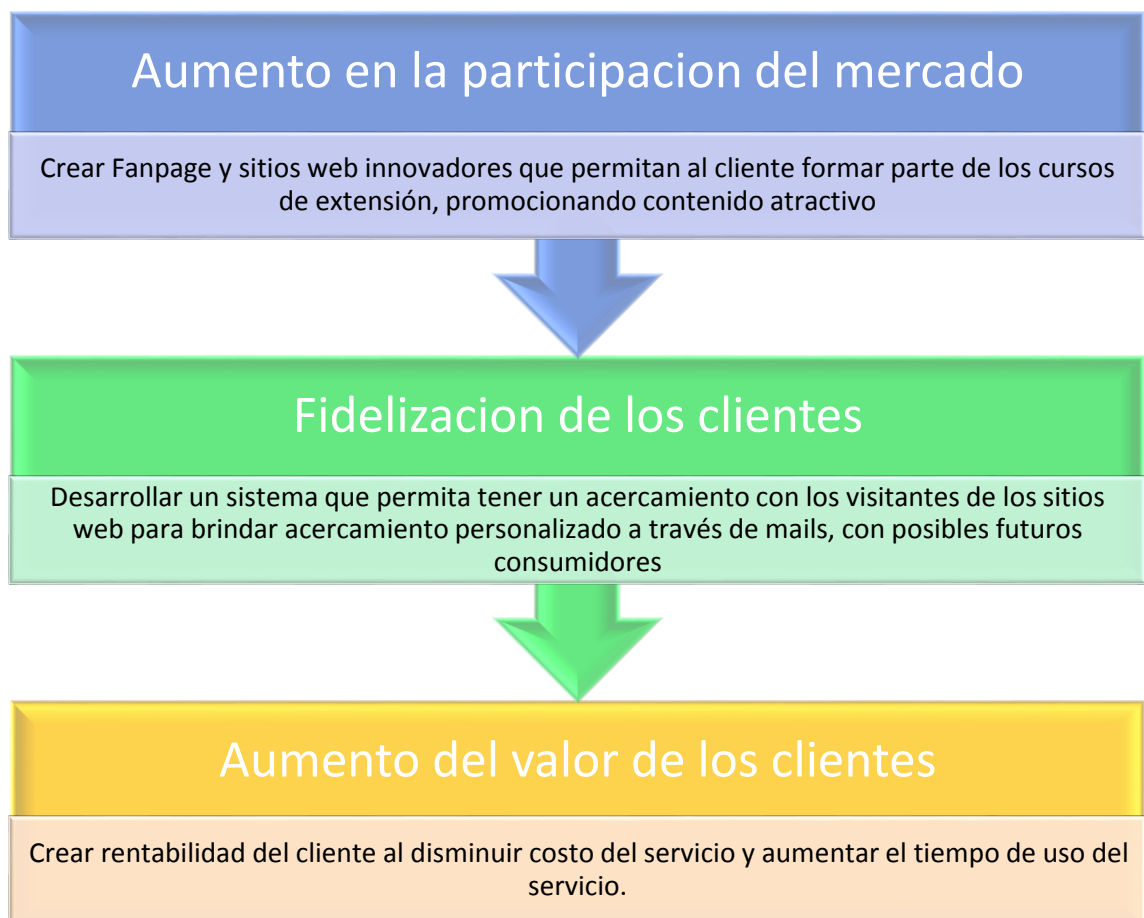 Aumento en la participacion del mercado
Crear Fanpage y sitios web innovadores que permitan al cliente formar parte de los cursos
de extensión, promocionando contenido atractivo
Fidelizacion de los clientes
Desarrollar un sistema que permita tener un acercamiento con los visitantes de los sitios
web para brindar acercamiento personalizado a través de mails, con posibles futuros
consumidores
Aumento del valor de los clientes
Crear rentabilidad del cliente al disminuir costo del servicio y aumentar el tiempo de uso del
servicio.